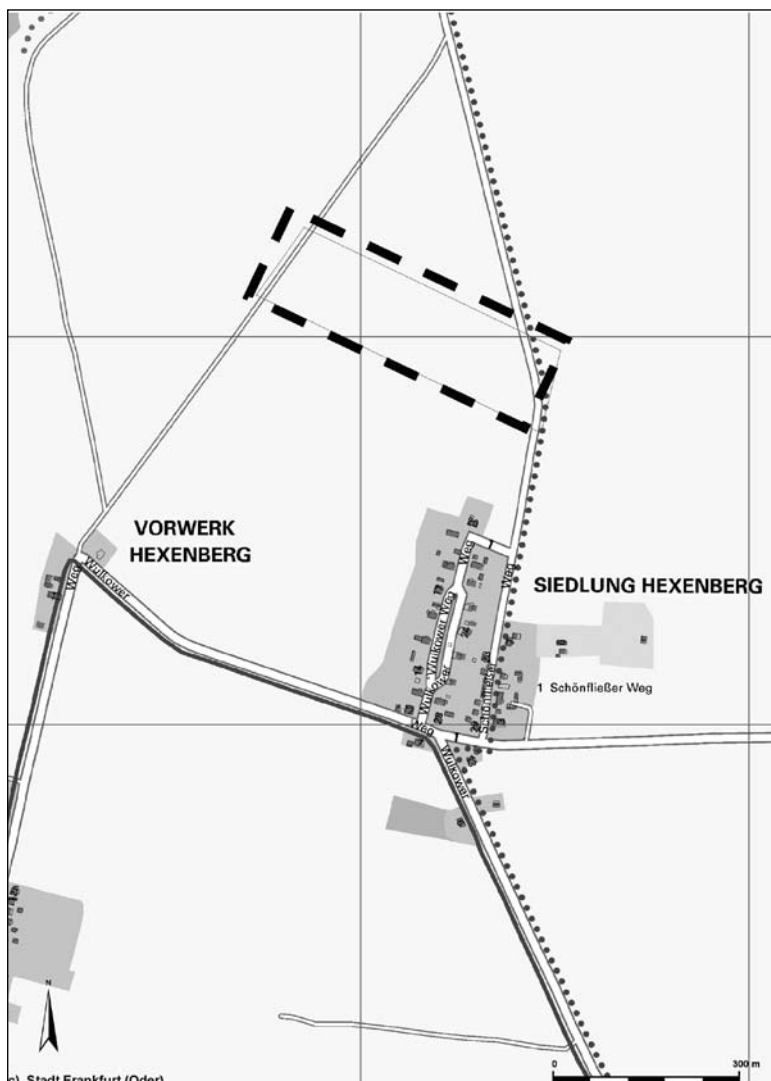 VORWERK
HEXENBERG
Weg
Wulkower
Weg
Weg
SIEDLUNG HEXENBERG
Wulkower Weg
Wulkower
Schönfließer
1 Schönfließer Weg
Weg
Wulkower
N
c) Stadt Frankfurt (Oder)
0
300 m